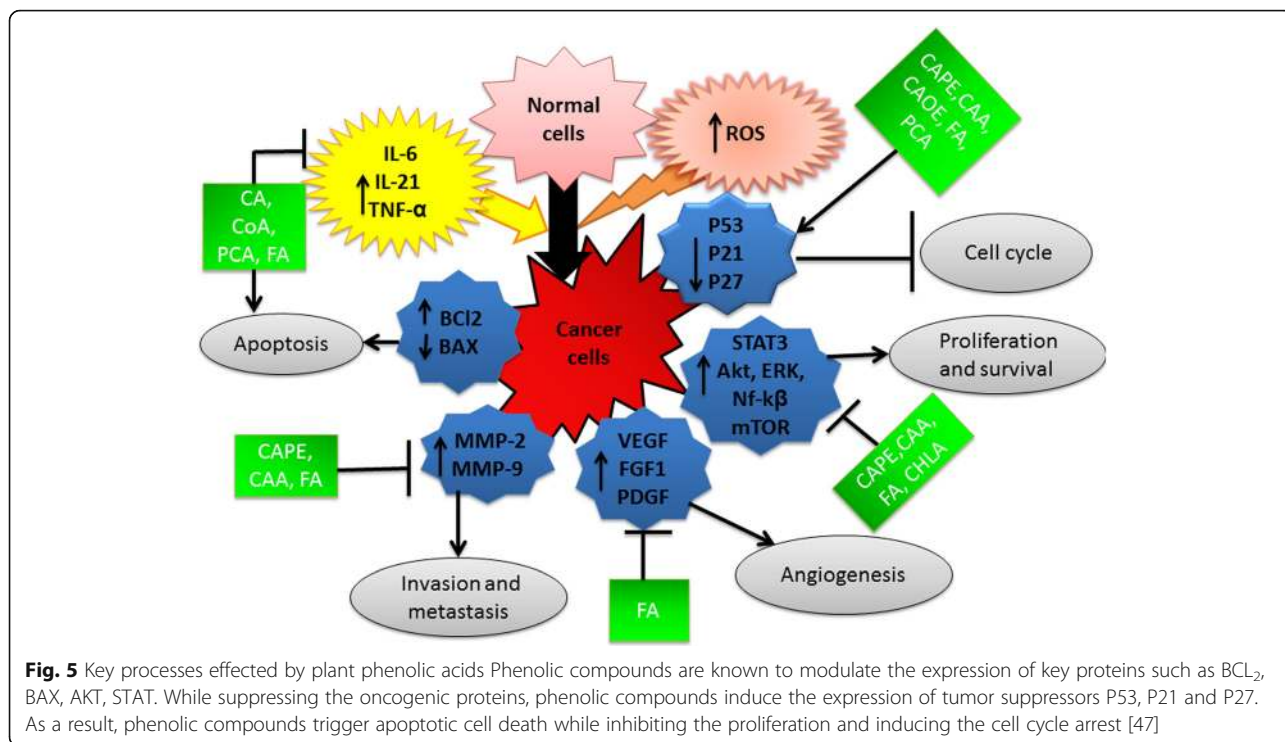 Normal
cells
↑ ROS
CAPE,CAA,
CAOE, FA,
PCA
IL-6
↑ IL-21
TNF-α
CA,
CoA,
PCA, FA
P53
↓ P21
P27
Cell cycle
Apoptosis
↑ BCl2
↓ BAX
Cancer
cells
STAT3
↑ Akt, ERK,
Nf-kβ
mTOR
Proliferation
and survival
CAPE,CAA,
FA, CHLA
CAPE,
CAA, FA
↑ MMP-2
MMP-9
VEGF
↑ FGF1
PDGF
Invasion and
metastasis
FA
Angiogenesis
Fig. 5 Key processes effected by plant phenolic acids Phenolic compounds are known to modulate the expression of key proteins such as BCL₂,
BAX, AKT, STAT. While suppressing the oncogenic proteins, phenolic compounds induce the expression of tumor suppressors P53, P21 and P27.
As a result, phenolic compounds trigger apoptotic cell death while inhibiting the proliferation and inducing the cell cycle arrest [47]